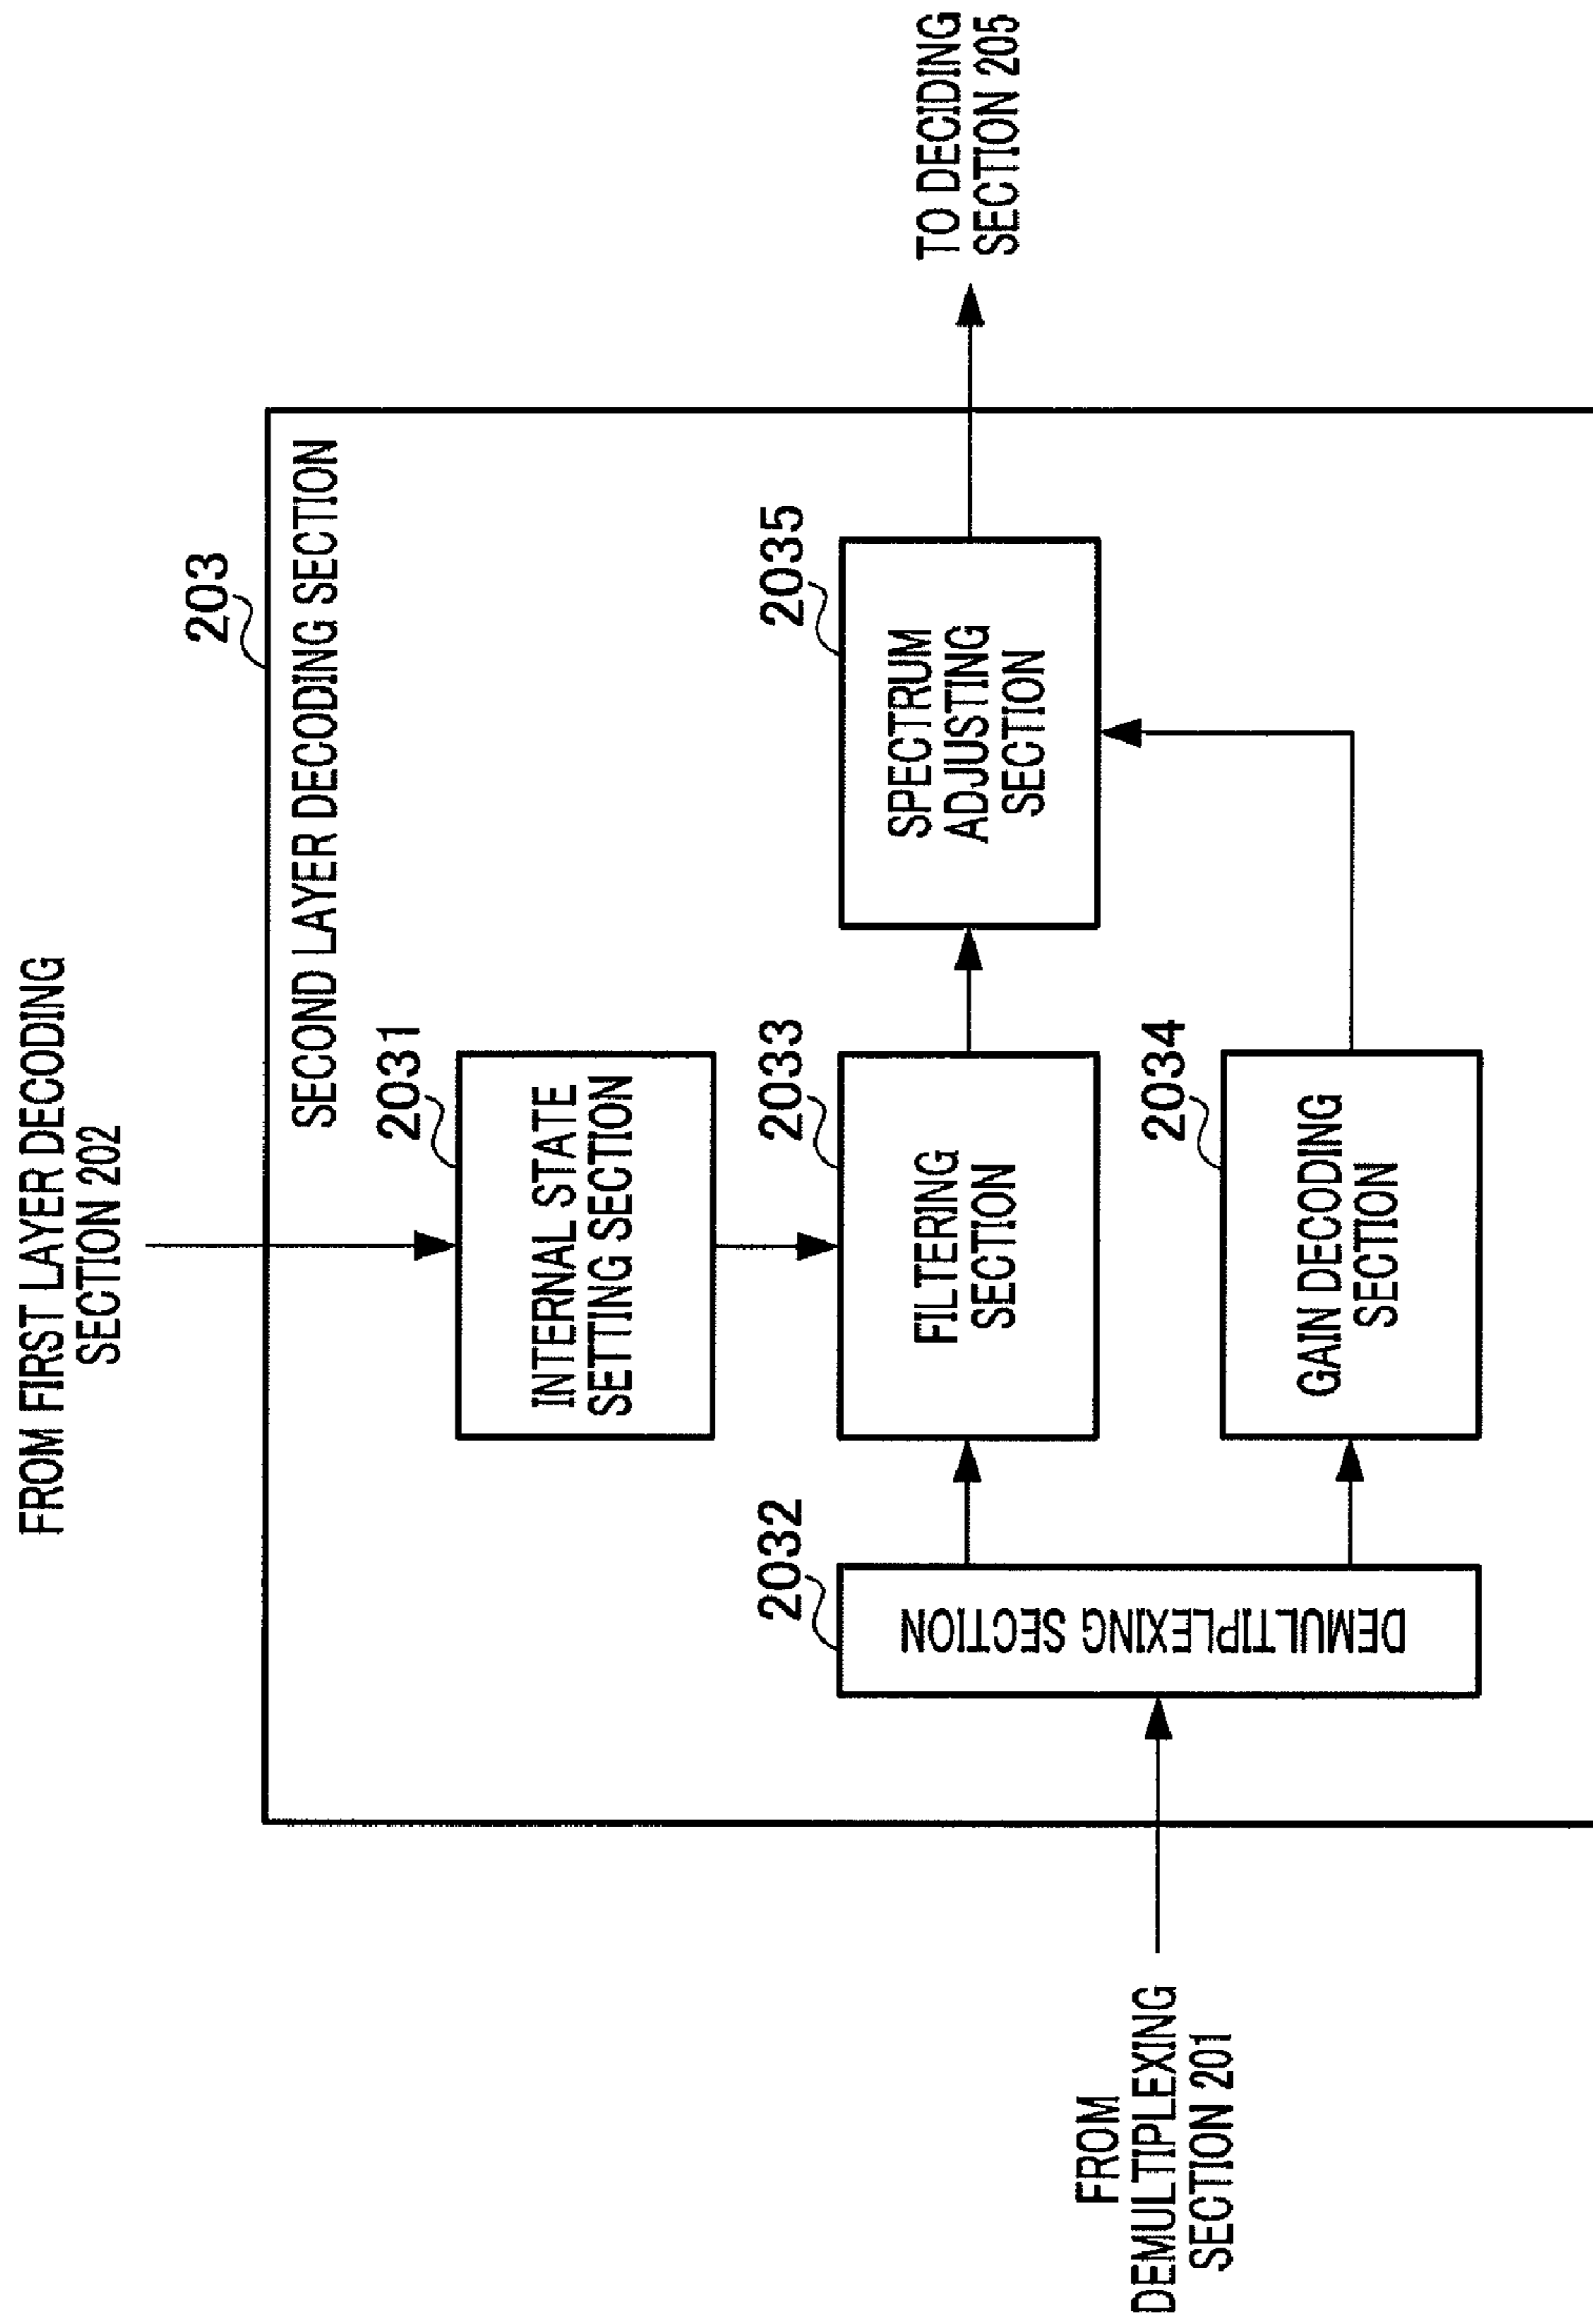 FROM FIRST LAYER DECODING
SECTION 202
203
SECOND LAYER DECODING SECTION
2031
INTERNAL STATE
SETTING SECTION
2032
DEMULTIPLEXING SECTION
2033
FILTERING
SECTION
2035
SPECTRUM
ADJUSTING
SECTION
TO DECIDING
SECTION 205
2034
GAIN DECODING
SECTION
FROM
DEMULTIPLEXING
SECTION 201